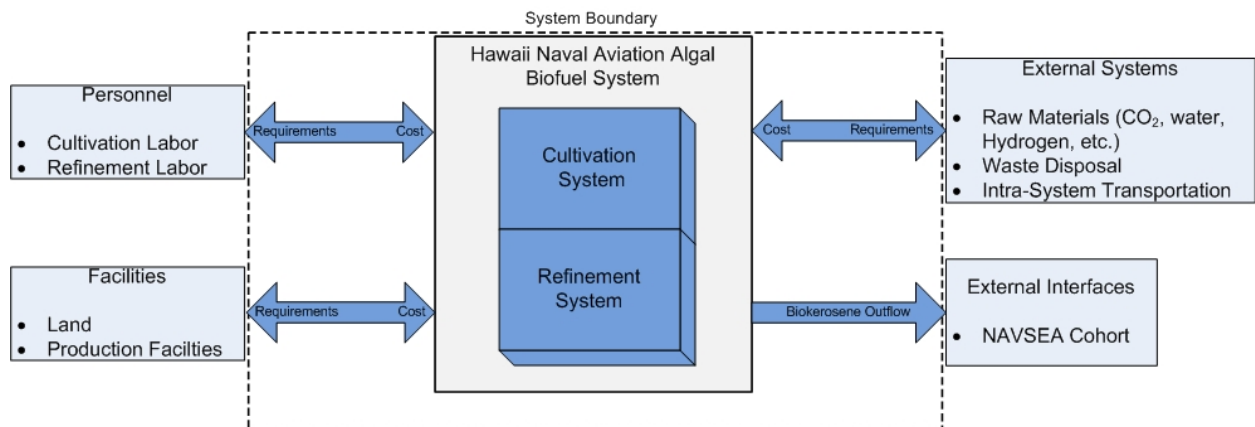 System Boundary
Hawaii Naval Aviation Algal
Biofuel System
Personnel
• Cultivation Labor
• Refinement Labor
Requirements Cost
Cultivation
System
Cost Requirements
External Systems
• Raw Materials (CO₂, water,
Hydrogen, etc.)
• Waste Disposal
• Intra-System Transportation
Facilities
• Land
• Production Facilties
Requirements Cost
Refinement
System
Biokerosene Outflow
External Interfaces
• NAVSEA Cohort